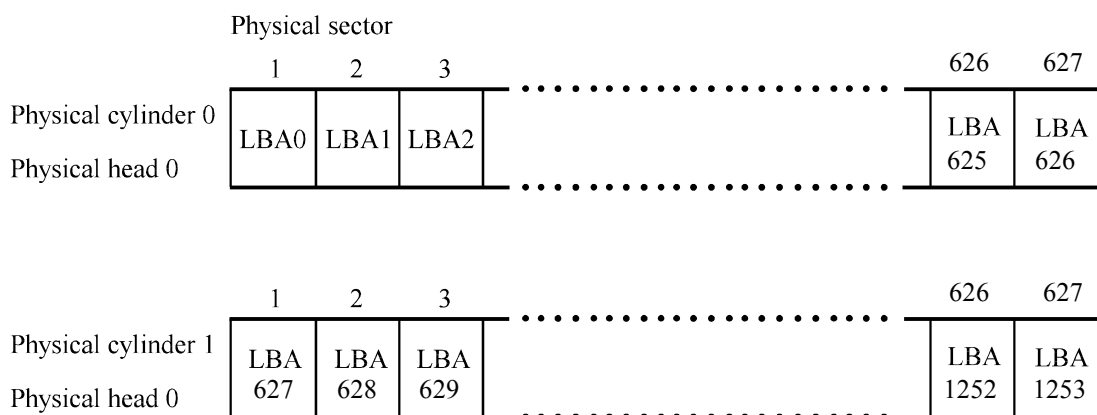 Physical sector
1 2 3 626 627
Physical cylinder 0
LBA0 LBA1 LBA2 LBA LBA
625 626
Physical head 0
1 2 3 626 627
Physical cylinder 1
LBA LBA LBA LBA LBA
627 628 629 1252 1253
Physical head 0